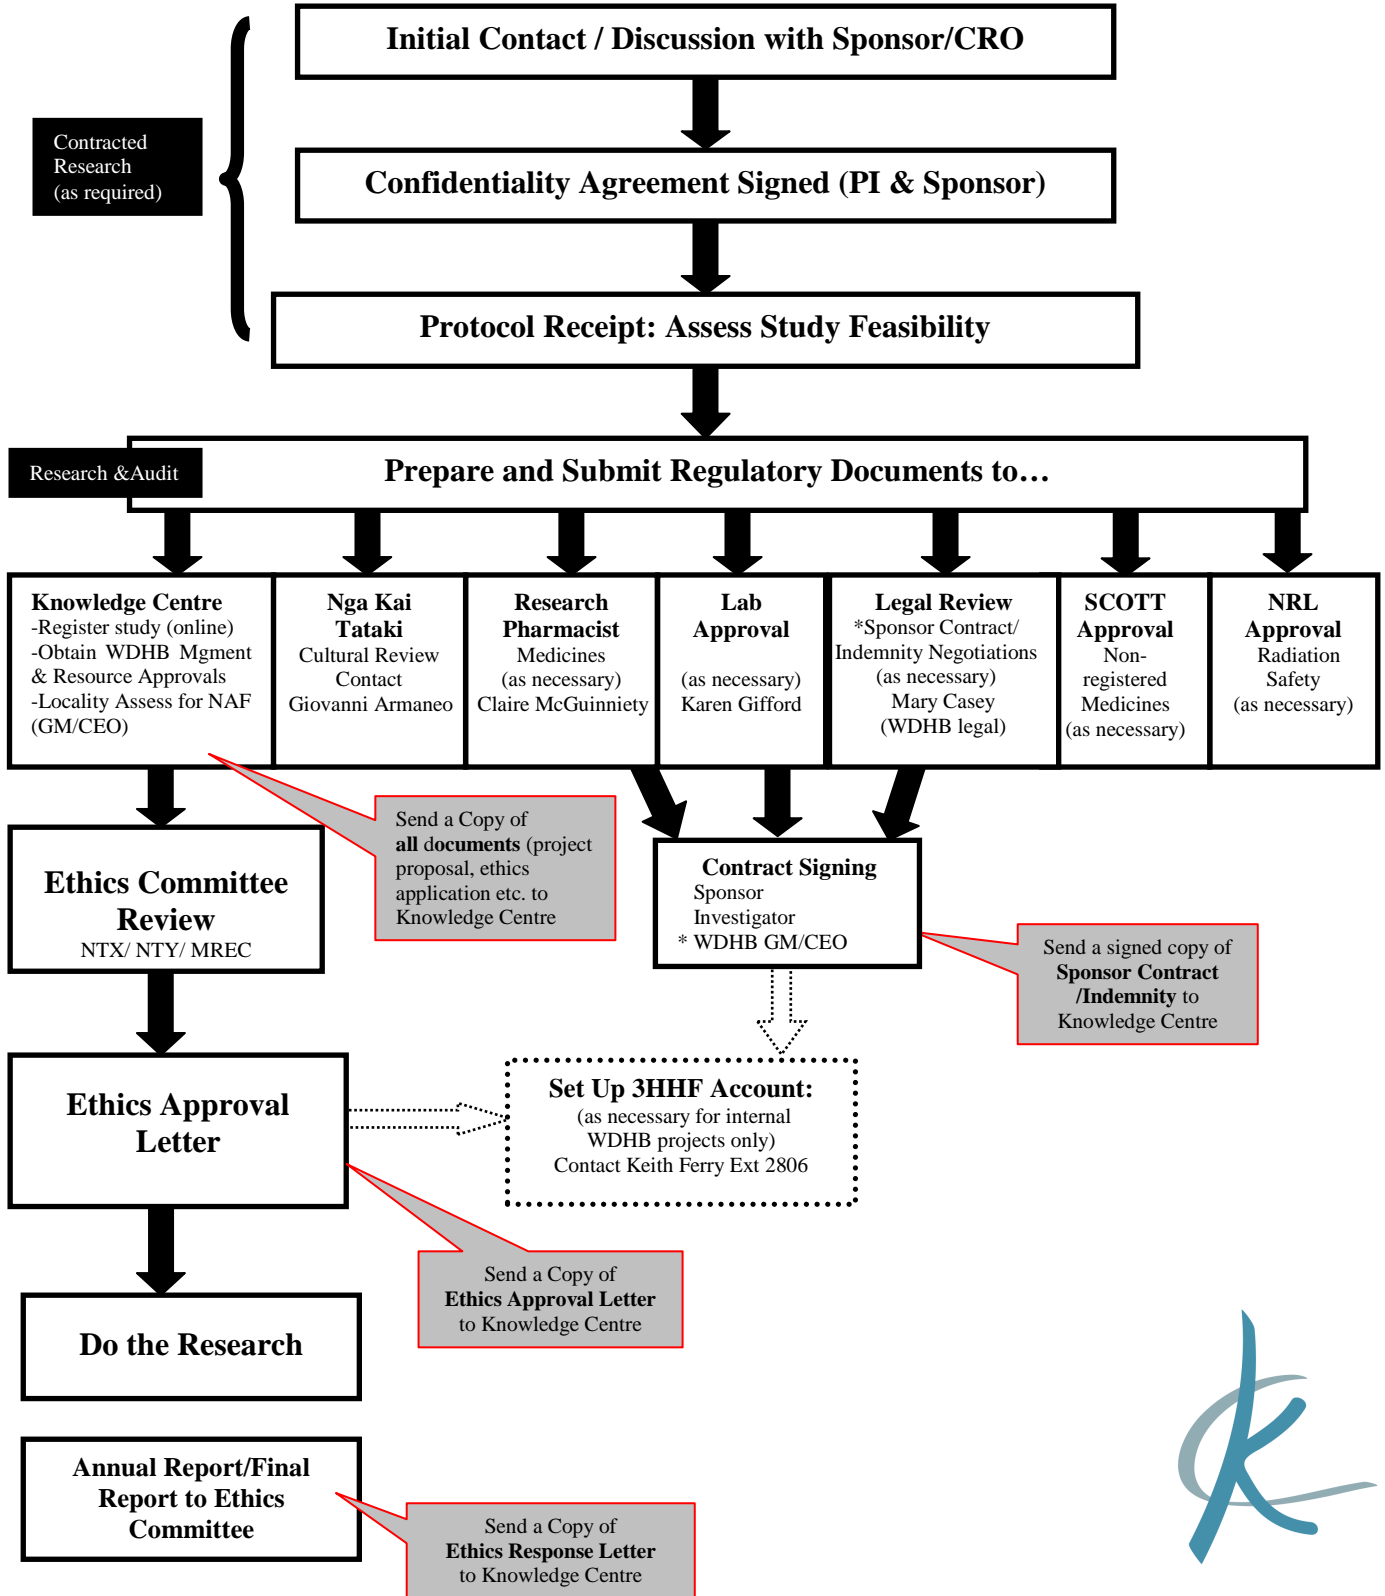 Initial Contact / Discussion with Sponsor/CRO
Contracted
Research
(as required)
Confidentiality Agreement Signed (PI & Sponsor)
Protocol Receipt: Assess Study Feasibility
Research &Audit
Prepare and Submit Regulatory Documents to…
Knowledge Centre
-Register study (online)
-Obtain WDHB Mgment
& Resource Approvals
-Locality Assess for NAF
(GM/CEO)
Nga Kai
Tataki
Cultural Review
Contact
Giovanni Armaneo
Research
Pharmacist
Medicines
(as necessary)
Claire McGuinniety
Lab
Approval
(as necessary)
Karen Gifford
Legal Review
*Sponsor Contract/
Indemnity Negotiations
(as necessary)
Mary Casey
(WDHB legal)
SCOTT
Approval
Non-
registered
Medicines
(as necessary)
NRL
Approval
Radiation
Safety
(as necessary)
Send a Copy of
all documents (project
proposal, ethics
application etc. to
Knowledge Centre
Ethics Committee
Review
NTX/ NTY/ MREC
Contract Signing
Sponsor
Investigator
* WDHB GM/CEO
Send a signed copy of
Sponsor Contract
/Indemnity to
Knowledge Centre
Ethics Approval
Letter
Set Up 3HHF Account:
(as necessary for internal
WDHB projects only)
Contact Keith Ferry Ext 2806
Send a Copy of
Ethics Approval Letter
to Knowledge Centre
Do the Research
Annual Report/Final
Report to Ethics
Committee
Send a Copy of
Ethics Response Letter
to Knowledge Centre